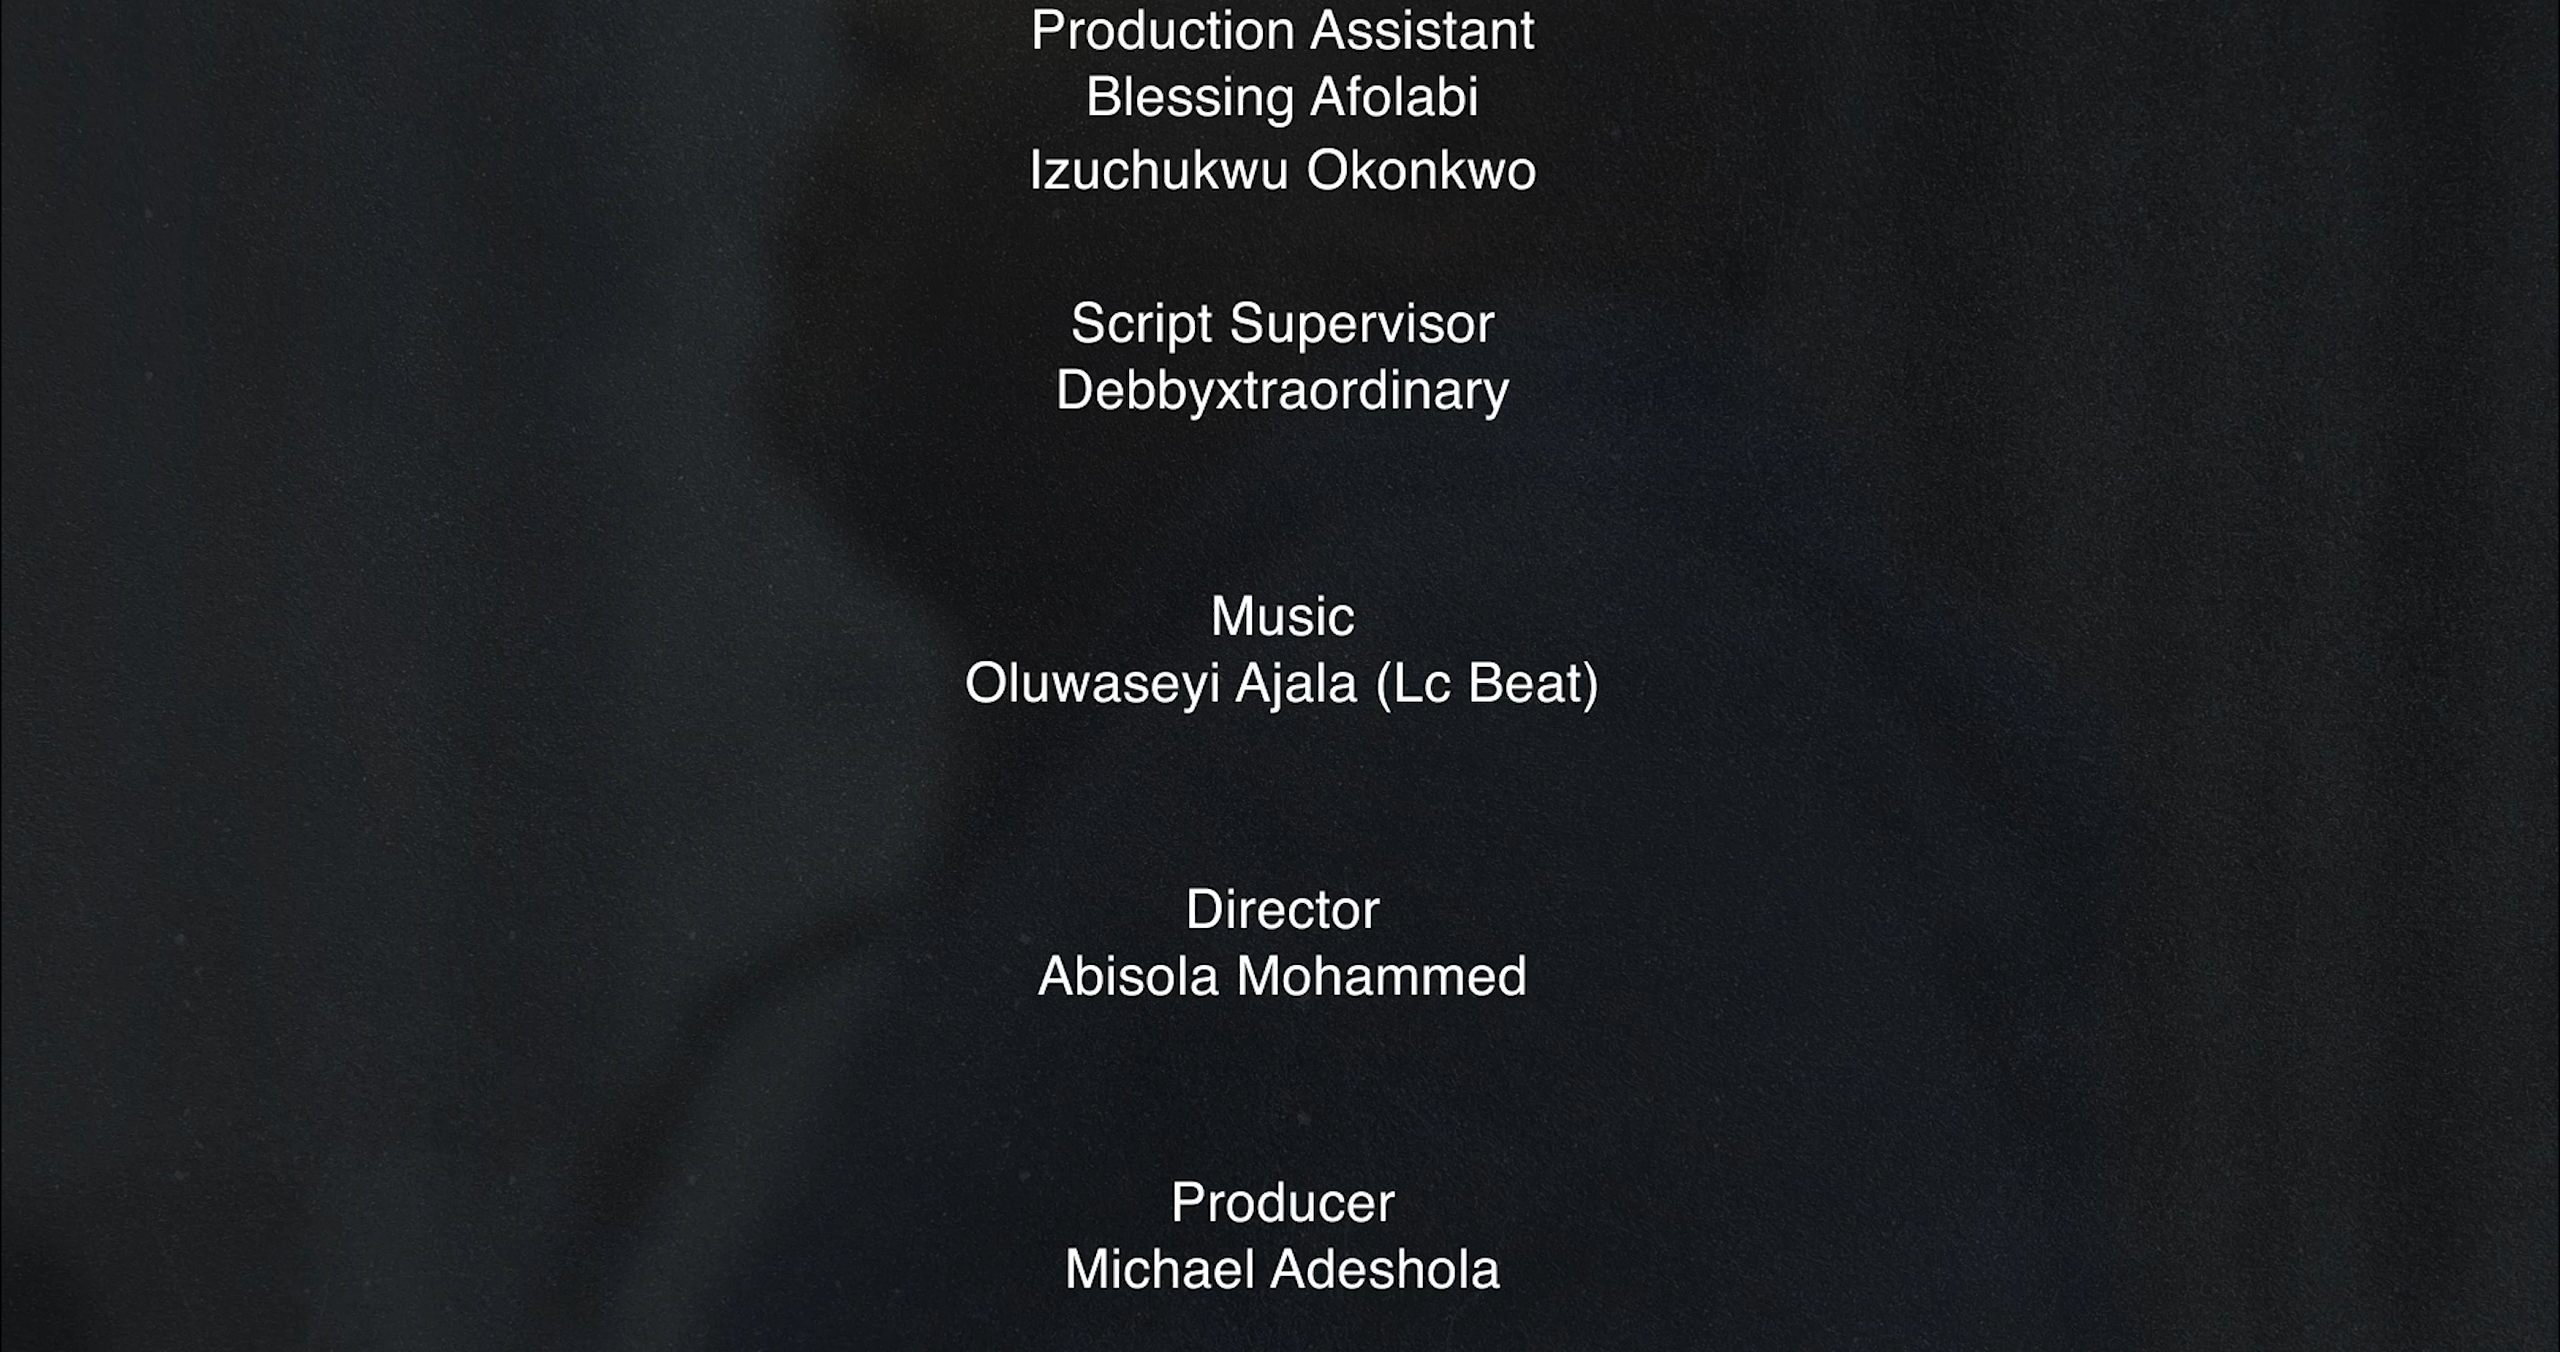 Production Assistant
Blessing Afolabi
Izuchukwu Okonkwo
Script Supervisor
Debbyxtraordinary
Music
Oluwaseyi Ajala (Lc Beat)
Director
Abisola Mohammed
Producer
Michael Adeshola